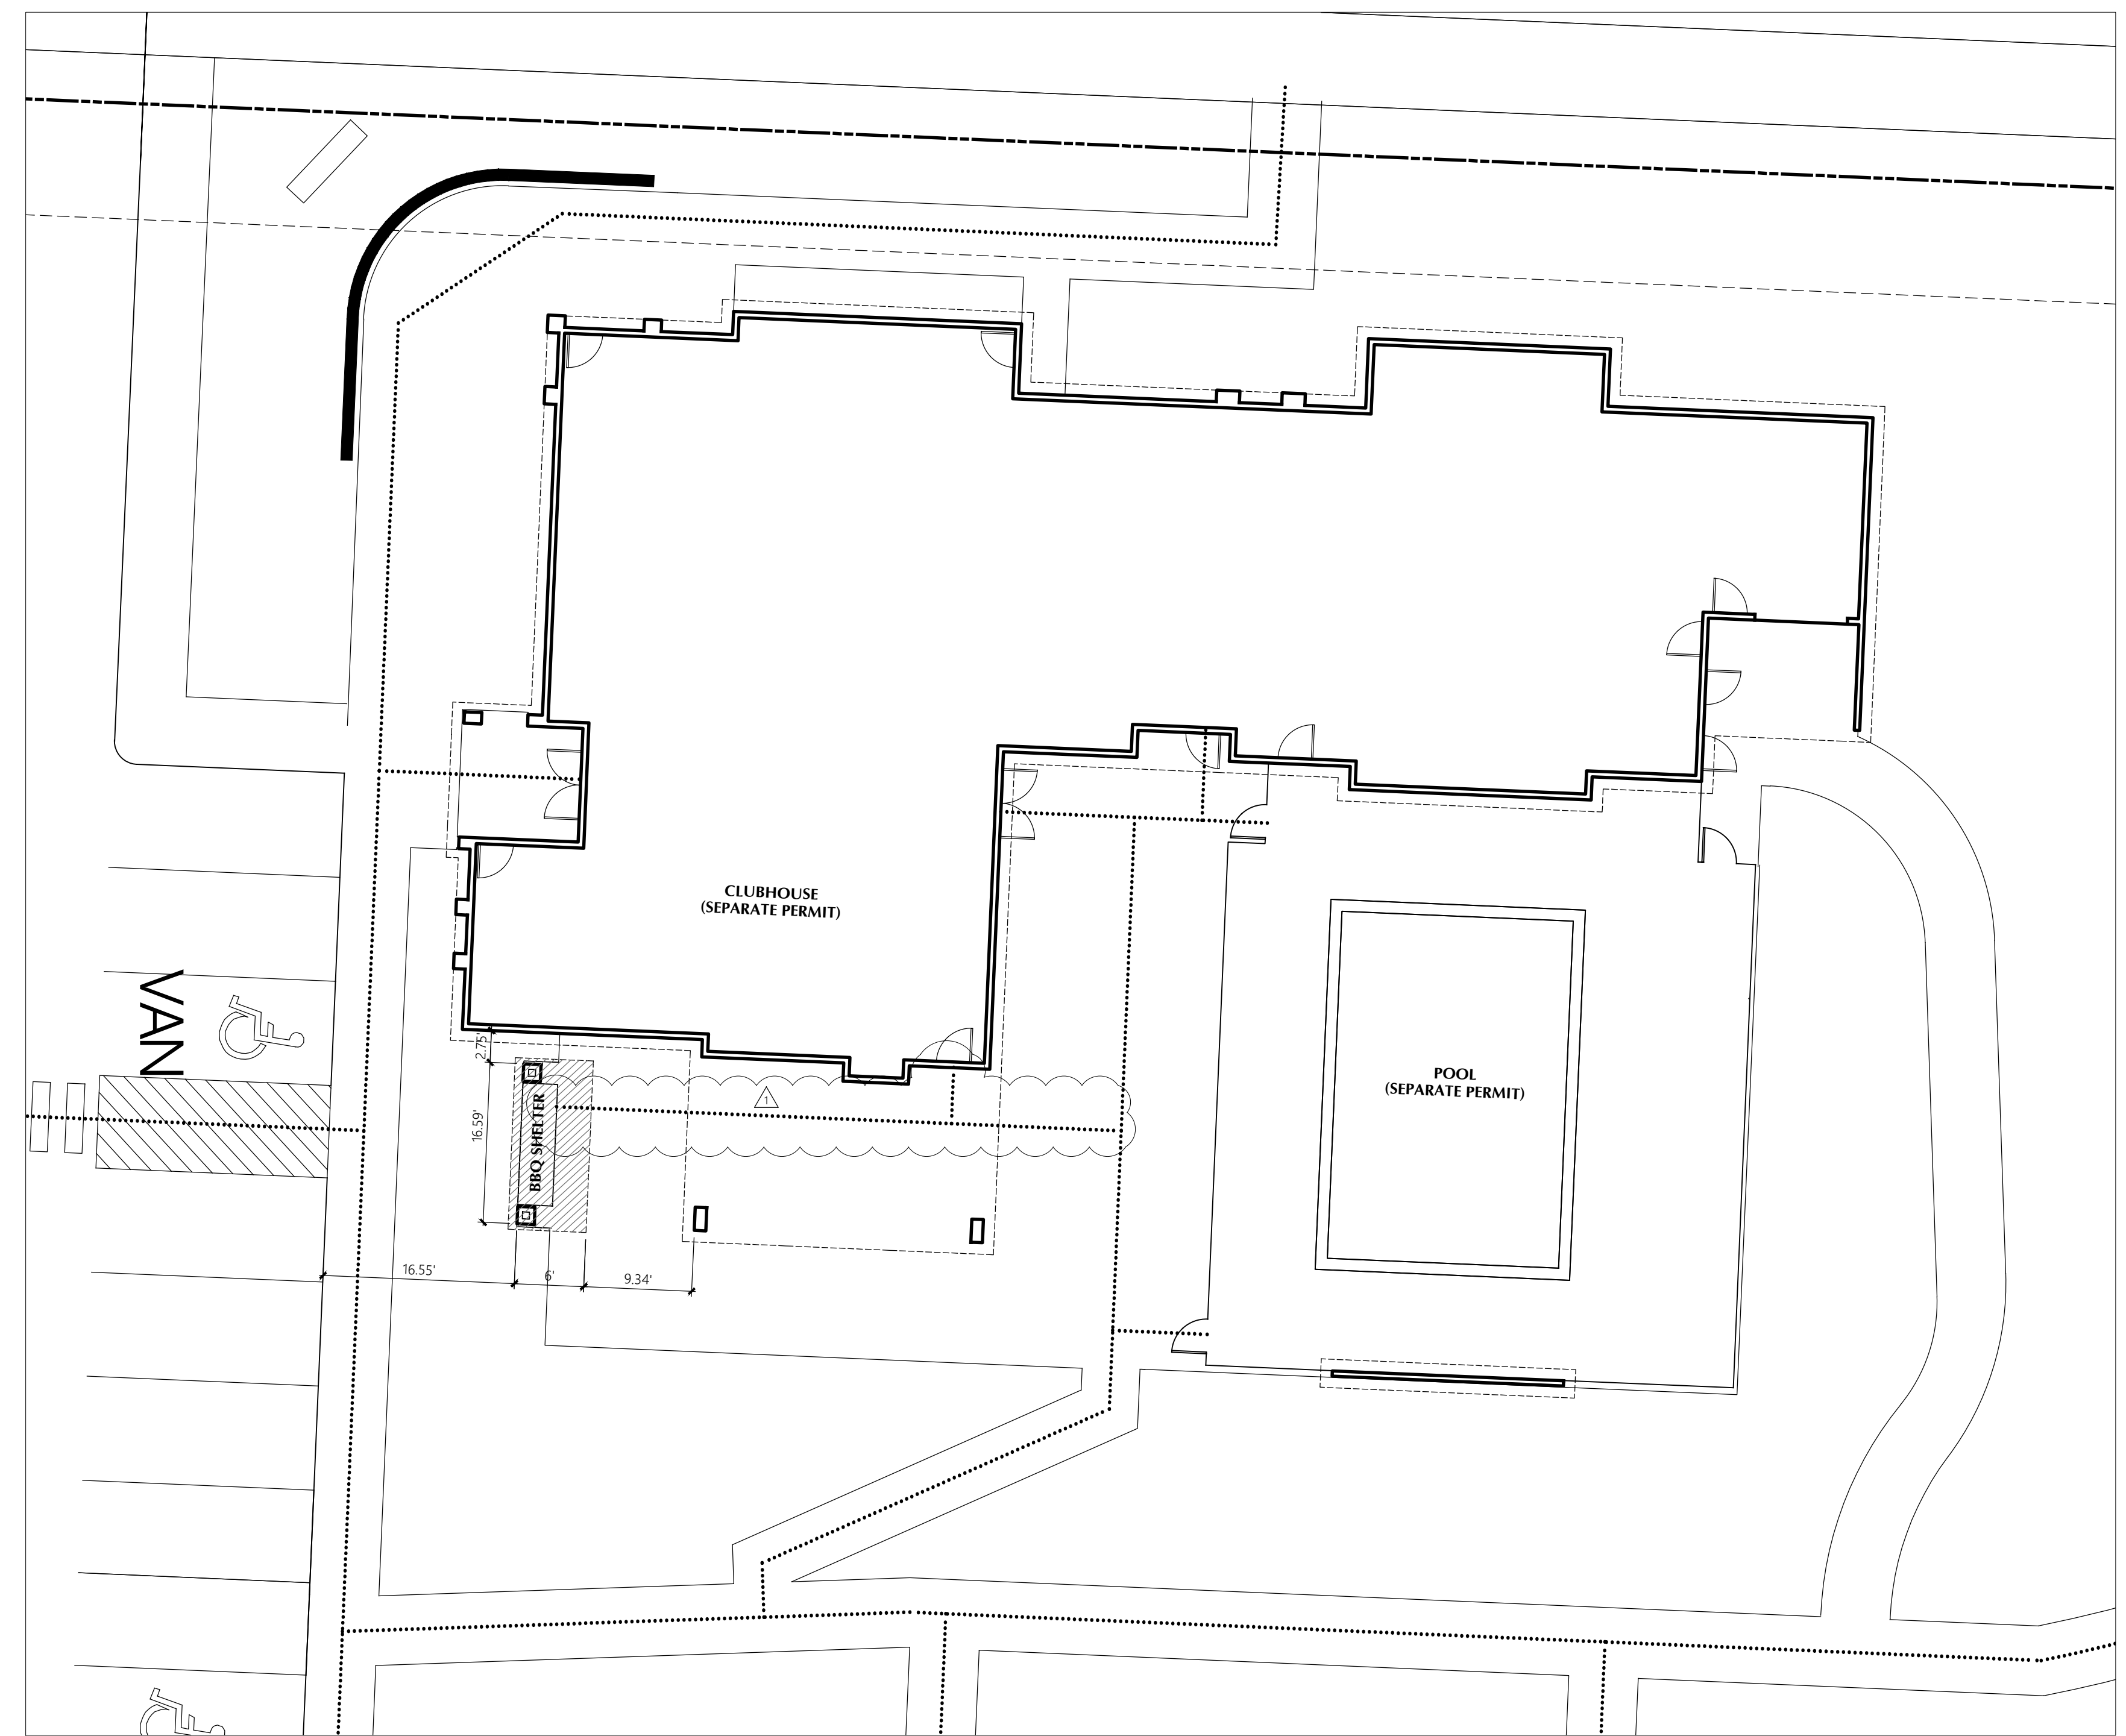 CLUBHOUSE
(SEPARATE PERMIT)
VAN
2.75'
16.59'
BBQ SHELTER
1
POOL
(SEPARATE PERMIT)
16.55'
6'
9.34'